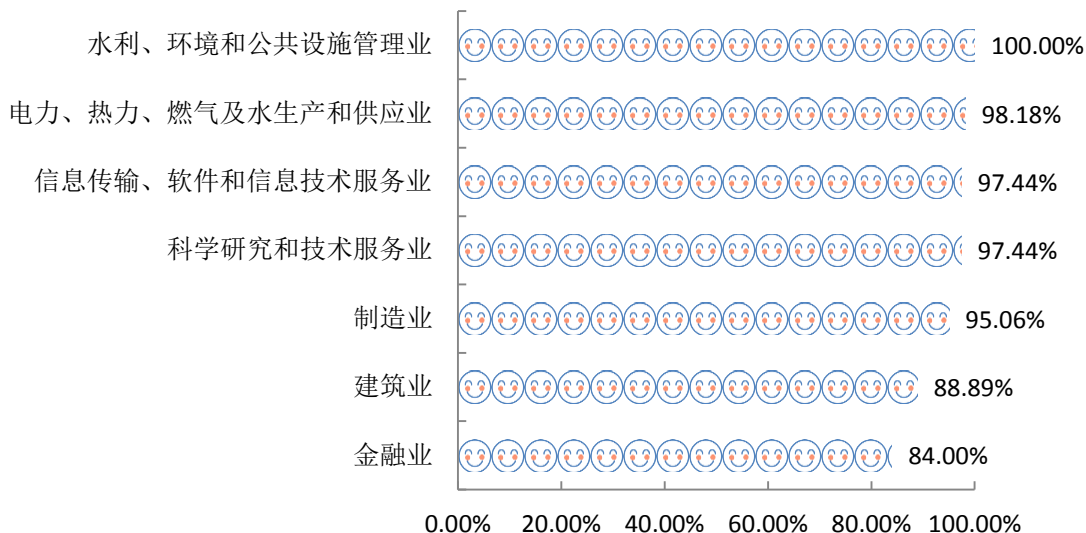 水利、环境和公共设施管理业 100.00%
电力、热力、燃气及水生产和供应业 98.18%
信息传输、软件和信息技术服务业 97.44%
科学研究和技术服务业 97.44%
制造业 95.06%
建筑业 88.89%
金融业 84.00%
0.00% 20.00% 40.00% 60.00% 80.00% 100.00%